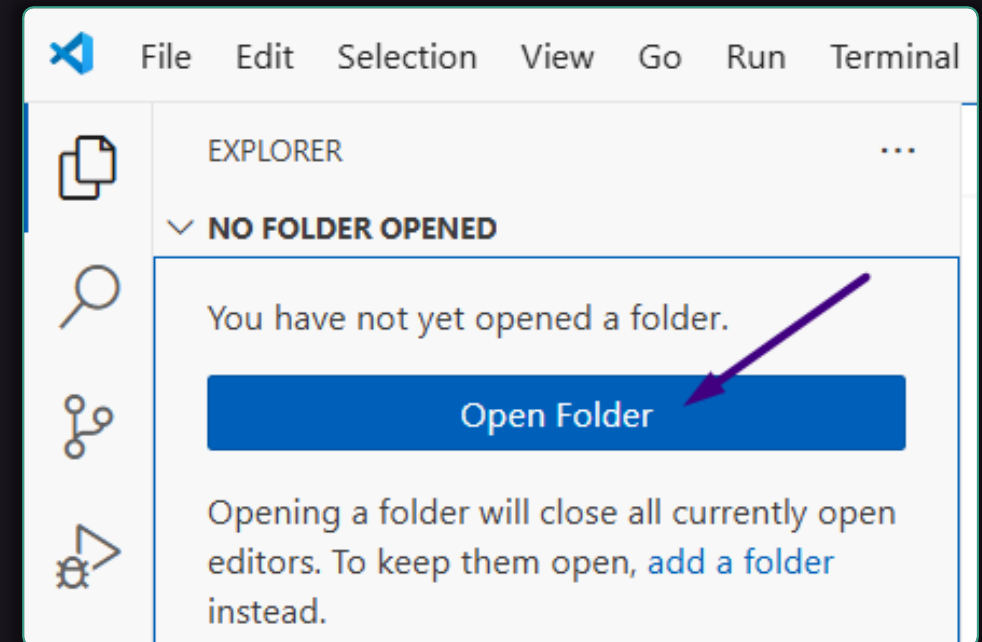 File Edit Selection View Go Run Terminal
EXPLORER
NO FOLDER OPENED
You have not yet opened a folder.
Open Folder
Opening a folder will close all currently open
editors. To keep them open, add a folder
instead.